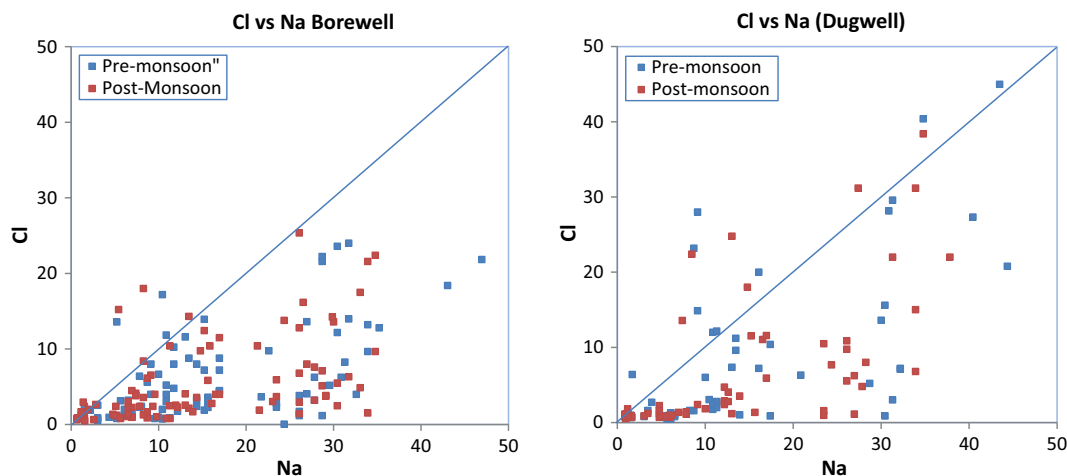 Cl vs Na Borewell
50
40
30
20
10
0
Cl
Pre-monsoon"
Post-Monsoon
0 10 20 30 40 50
Na
Cl vs Na (Dugwell)
50
40
30
20
10
0
Cl
Pre-monsoon
Post-monsoon
0 10 20 30 40 50
Na